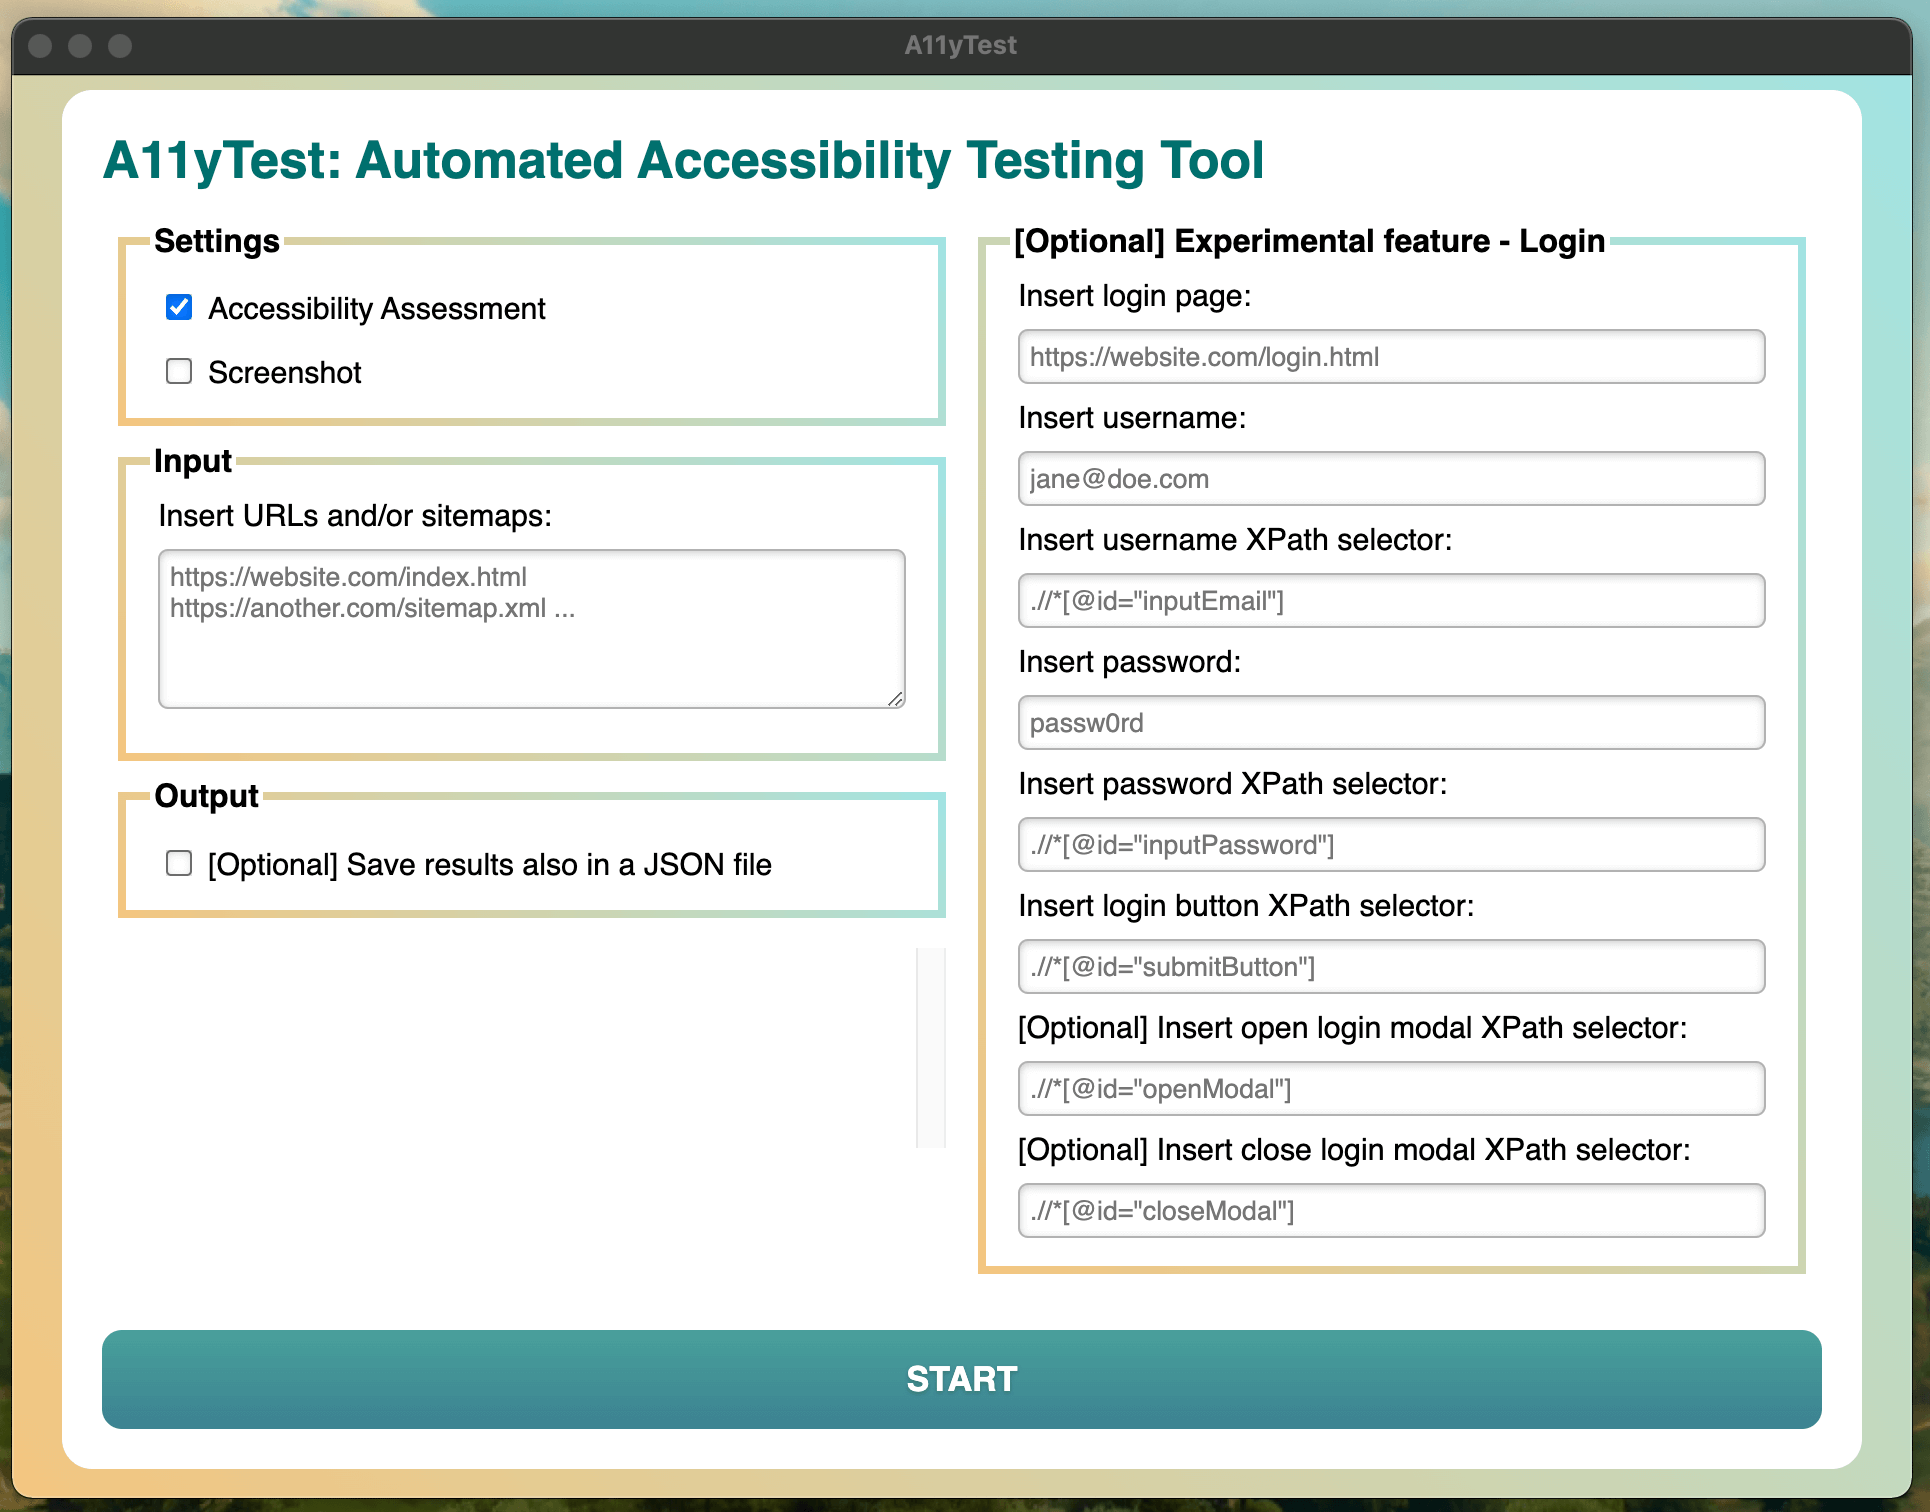 A11yTest
A11yTest: Automated Accessibility Testing Tool
Settings
Accessibility Assessment
Screenshot
Input
Insert URLs and/or sitemaps:
https://website.com/index.html
https://another.com/sitemap.xml ...
Output
[Optional] Save results also in a JSON file
[Optional] Experimental feature - Login
Insert login page:
https://website.com/login.html
Insert username:
jane@doe.com
Insert username XPath selector:
.//*[@id="inputEmail"]
Insert password:
passw0rd
Insert password XPath selector:
.//*[@id="inputPassword"]
Insert login button XPath selector:
.//*[@id="submitButton"]
[Optional] Insert open login modal XPath selector:
.//*[@id="openModal"]
[Optional] Insert close login modal XPath selector:
.//*[@id="closeModal"]
START